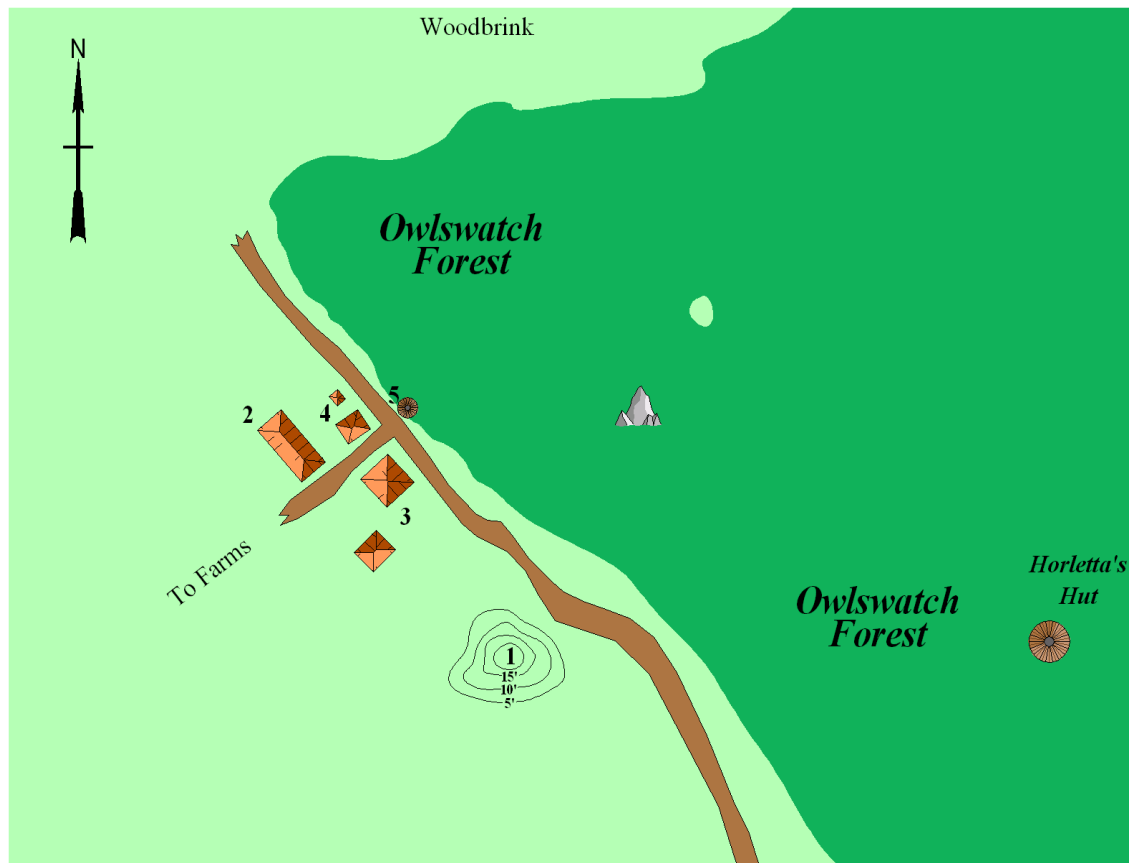 Woodbrink
N
Owlswatch
Forest
5
2
4
3
To Farms
Horletta's
Hut
Owlswatch
Forest
1
15'
10'
5'